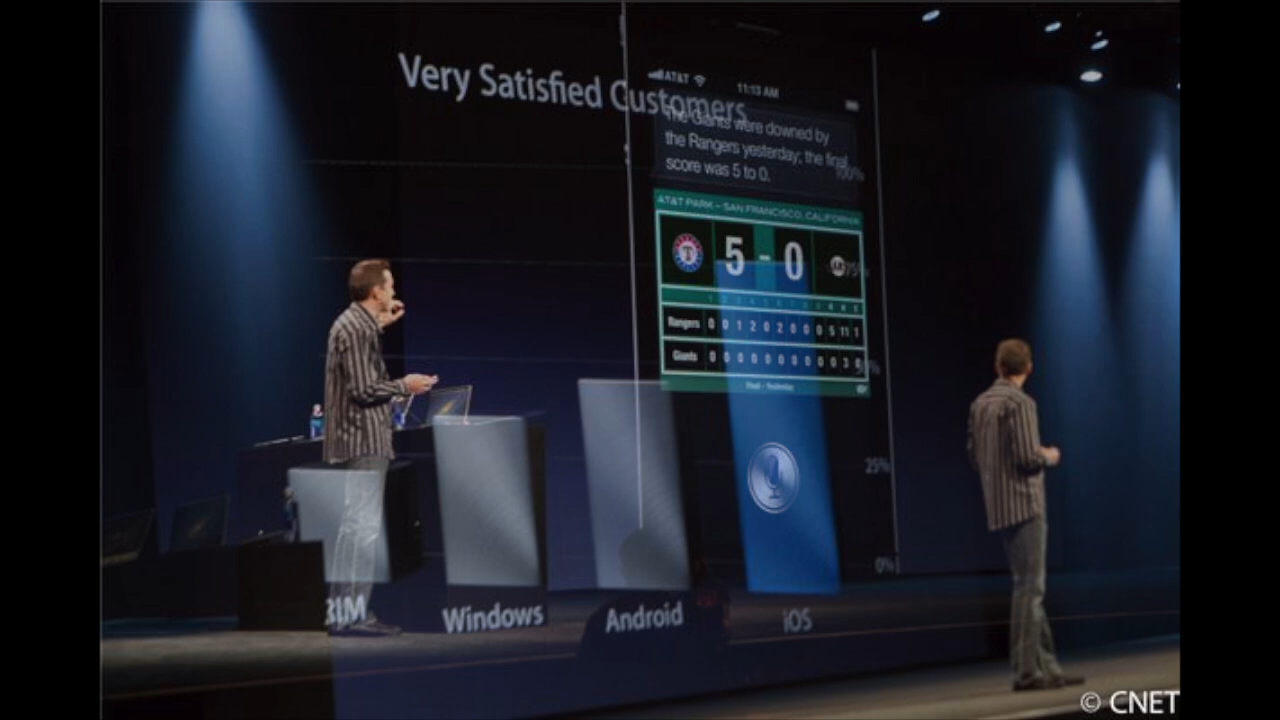 Very Satisfied Customers
AT&T
11:13 AM
The Giants were downed by
the Rangers yesterday; the final
score was 5 to 0.
100%
AT&T PARK – SAN FRANCISCO, CALIFORNIA
5 - 0
75%
Rangers 0 0 1 2 0 2 0 0 0 5 11 1
Giants 0 0 0 0 0 0 0 0 0 0 3
Final - Yesterday
25%
0%
RIM
Windows
Android
iOS
© CNET